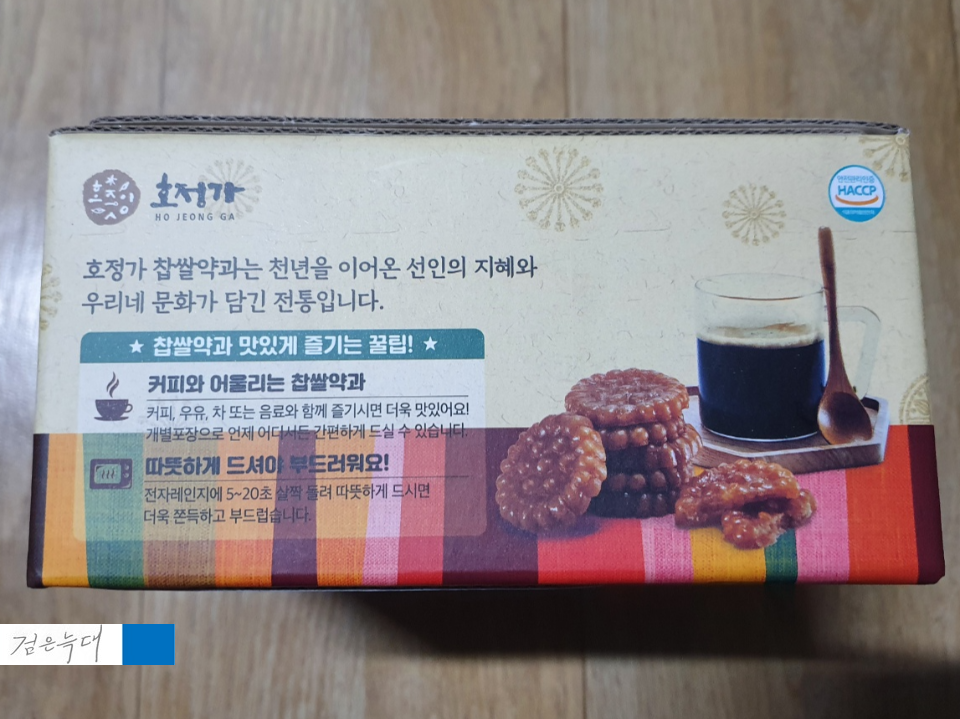 호정가
HO JEONG GA
HACCP
호정가 찹쌀약과는 천년을 이어온 선인의 지혜와
우리네 문화가 담긴 전통입니다.
★ 찹쌀약과 맛있게 즐기는 꿀팁! ★
커피와 어울리는 찹쌀약과
커피, 우유, 차 또는 음료와 함께 즐기시면 더욱 맛있어요!
개별포장으로 언제 어디서든 간편하게 드실 수 있습니다.
따뜻하게 드셔야 부드러워요!
전자레인지에 5~20초 살짝 돌려 따뜻하게 드시면
더욱 쫀득하고 부드럽습니다.
검은늑대